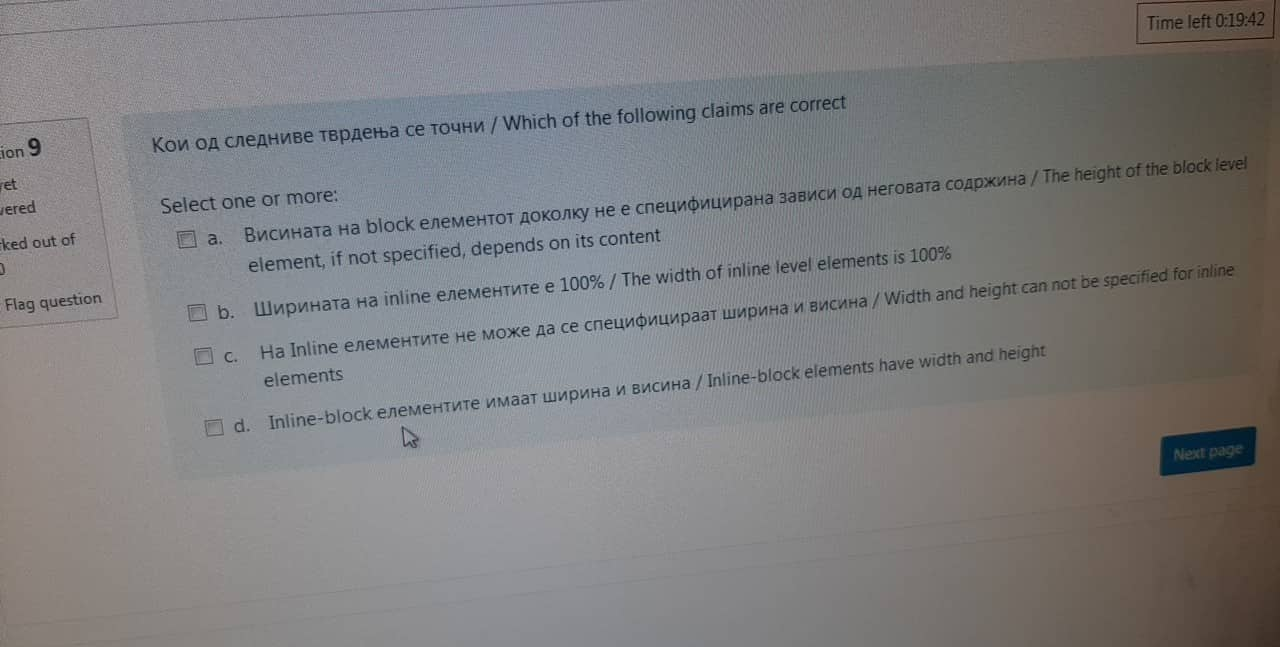 Time left 0:19:42
ion 9
et
vered
ked out of
Flag question
Кои од следниве тврдења се точни / Which of the following claims are correct
Select one or more:
a. Висината на block елементот доколку не е специфицирана зависи од неговата содржина / The height of the block level
element, if not specified, depends on its content
b. Ширината на inline елементите е 100% / The width of inline level elements is 100%
c. На Inline елементите не може да се специфицираат ширина и висина / Width and height can not be specified for inline
elements
d. Inline-block елементите имаат ширина и висина / Inline-block elements have width and height
Next page